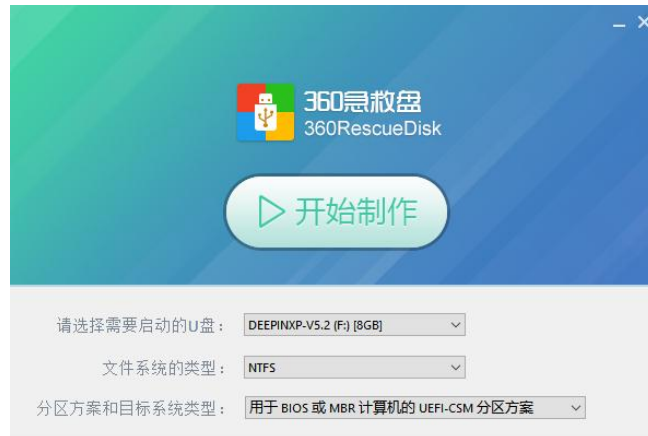 360急救盘
360RescueDisk
开始制作
请选择需要启动的U盘：
DEEPINXP-V5.2 (F:) [8GB]
文件系统的类型：
NTFS
分区方案和目标系统类型：
用于 BIOS 或 MBR 计算机的 UEFI-CSM 分区方案